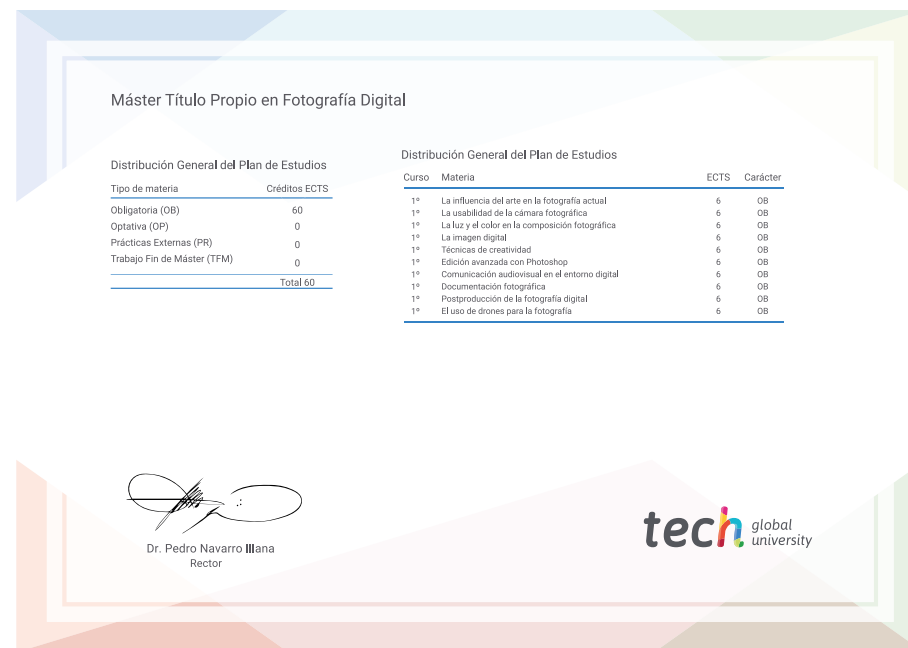 Máster Título Propio en Fotografía Digital
Distribución General del Plan de Estudios
Tipo de materia Créditos ECTS
Obligatoria (OB) 60
Optativa (OP) 0
Prácticas Externas (PR) 0
Trabajo Fin de Máster (TFM) 0
Total 60
Distribución General del Plan de Estudios
Curso Materia ECTS Carácter
1º La influencia del arte en la fotografía actual 6 OB
1º La usabilidad de la cámara fotográfica 6 OB
1º La luz y el color en la composición fotográfica 6 OB
1º La imagen digital 6 OB
1º Técnicas de creatividad 6 OB
1º Edición avanzada con Photoshop 6 OB
1º Comunicación audiovisual en el entorno digital 6 OB
1º Documentación fotográfica 6 OB
1º Postproducción de la fotografía digital 6 OB
1º El uso de drones para la fotografía 6 OB
Dr. Pedro Navarro Illana
Rector
tech global
university